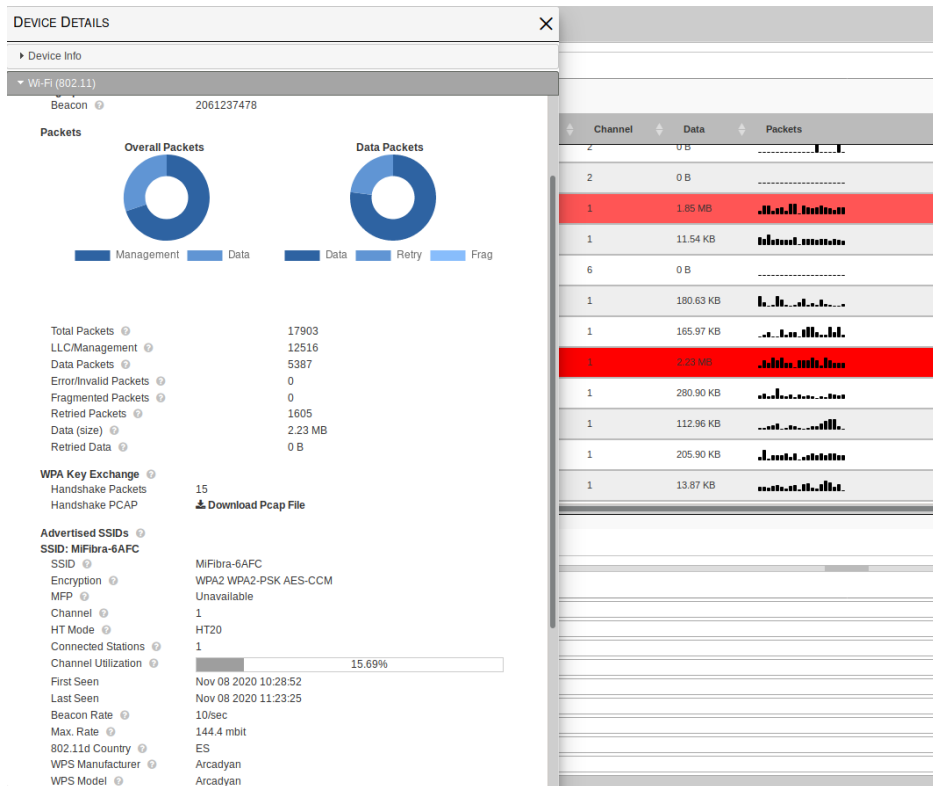 DEVICE DETAILS
Device Info
Wi-Fi (802.11)
Beacon 2061237478
Packets
Overall Packets Data Packets
Management Data Data Retry Frag
Total Packets 17903
LLC/Management 12516
Data Packets 5387
Error/Invalid Packets 0
Fragmented Packets 0
Retried Packets 1605
Data (size) 2.23 MB
Retried Data 0 B
WPA Key Exchange
Handshake Packets 15
Handshake PCAP Download Pcap File
Advertised SSIDs
SSID: MiFibra-6AFC
SSID MiFibra-6AFC
Encryption WPA2 WPA2-PSK AES-CCM
MFP Unavailable
Channel 1
HT Mode HT20
Connected Stations 1
Channel Utilization 15.69%
First Seen Nov 08 2020 10:28:52
Last Seen Nov 08 2020 11:23:25
Beacon Rate 10/sec
Max. Rate 144.4 mbit
802.11d Country ES
WPS Manufacturer Arcadyan
WPS Model Arcadyan
Channel Data Packets
2 0 B
2 0 B
1 1.85 MB
1 11.54 KB
6 0 B
1 180.63 KB
1 165.97 KB
1 2.23 MB
1 280.90 KB
1 112.96 KB
1 205.90 KB
1 13.87 KB